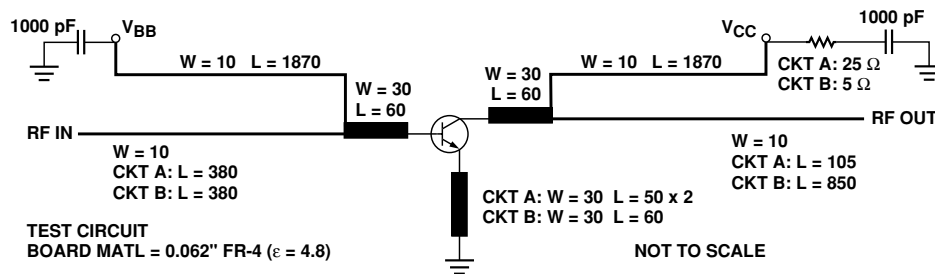 1000 pF
VBB
W = 10 L = 1870
W = 30
L = 60
RF IN
W = 10
CKT A: L = 380
CKT B: L = 380
W = 30
L = 60
W = 10 L = 1870
VCC
1000 pF
CKT A: 25 Ω
CKT B: 5 Ω
RF OUT
W = 10
CKT A: L = 105
CKT B: L = 850
CKT A: W = 30 L = 50 x 2
CKT B: W = 30 L = 60
TEST CIRCUIT
BOARD MATL = 0.062" FR-4 (ε = 4.8)
NOT TO SCALE